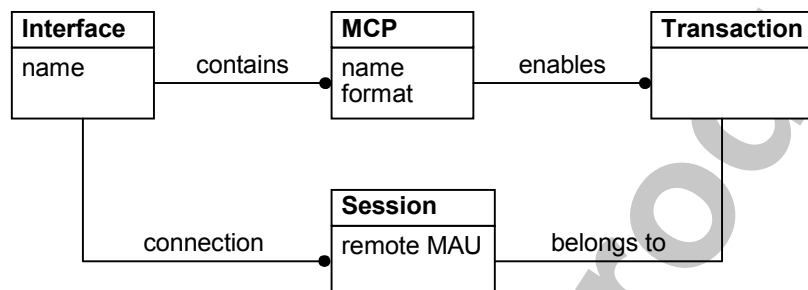 Interface
name
contains
MCP
name
format
enables
Transaction
connection
Session
remote MAU
belongs to